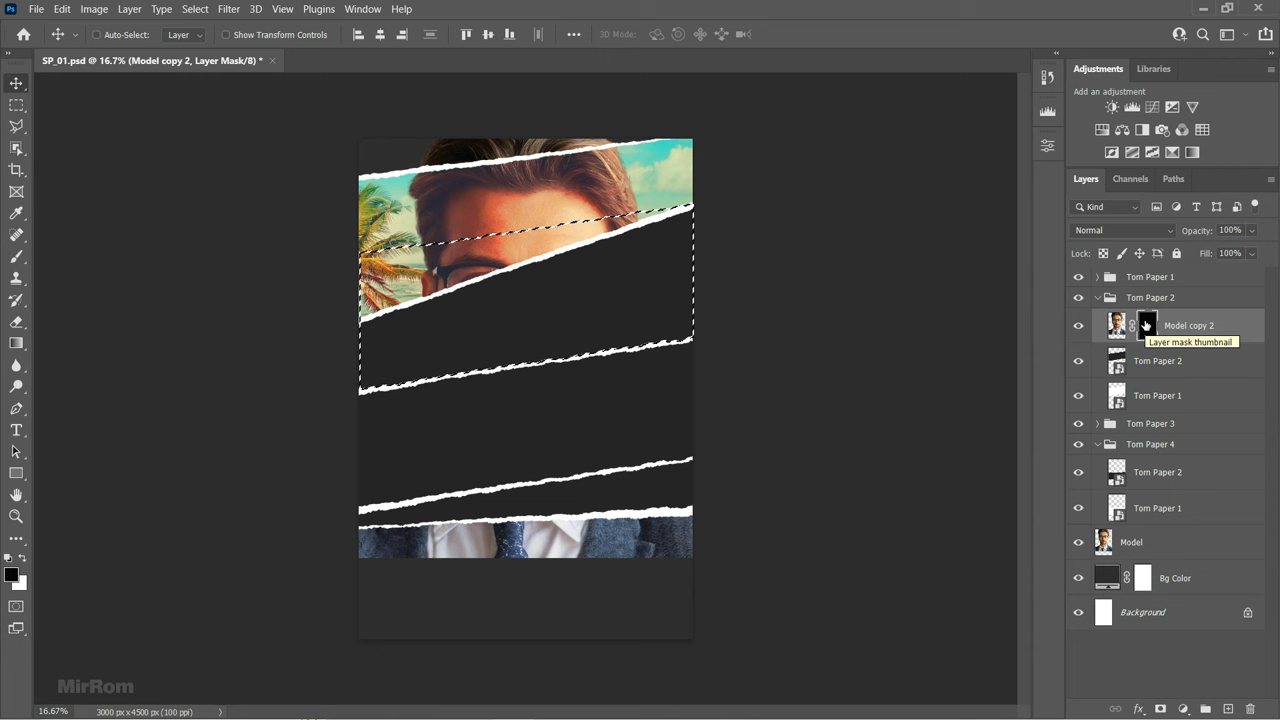 Ps File Edit Image Layer Type Select Filter 3D View Plugins Window Help
Auto-Select: Layer Show Transform Controls 3D Mode:
SP_01.psd @ 16.7% (Model copy 2, Layer Mask/8) *
Adjustments Libraries
Add an adjustment
Layers Channels Paths
Kind
Normal Opacity: 100%
Lock: Fill: 100%
Torn Paper 1
Torn Paper 2
Model copy 2
Layer mask thumbnail
Torn Paper 2
Torn Paper 1
Torn Paper 3
Torn Paper 4
Torn Paper 2
Torn Paper 1
Model
Bg Color
Background
MirRom
16.67% 3000 px x 4500 px (100 ppi)